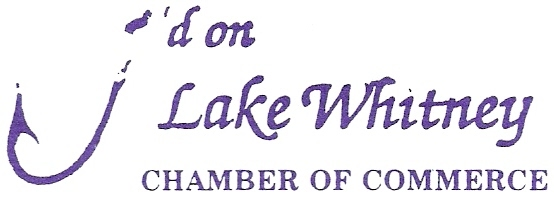 'd on
Lake Whitney
CHAMBER OF COMMERCE